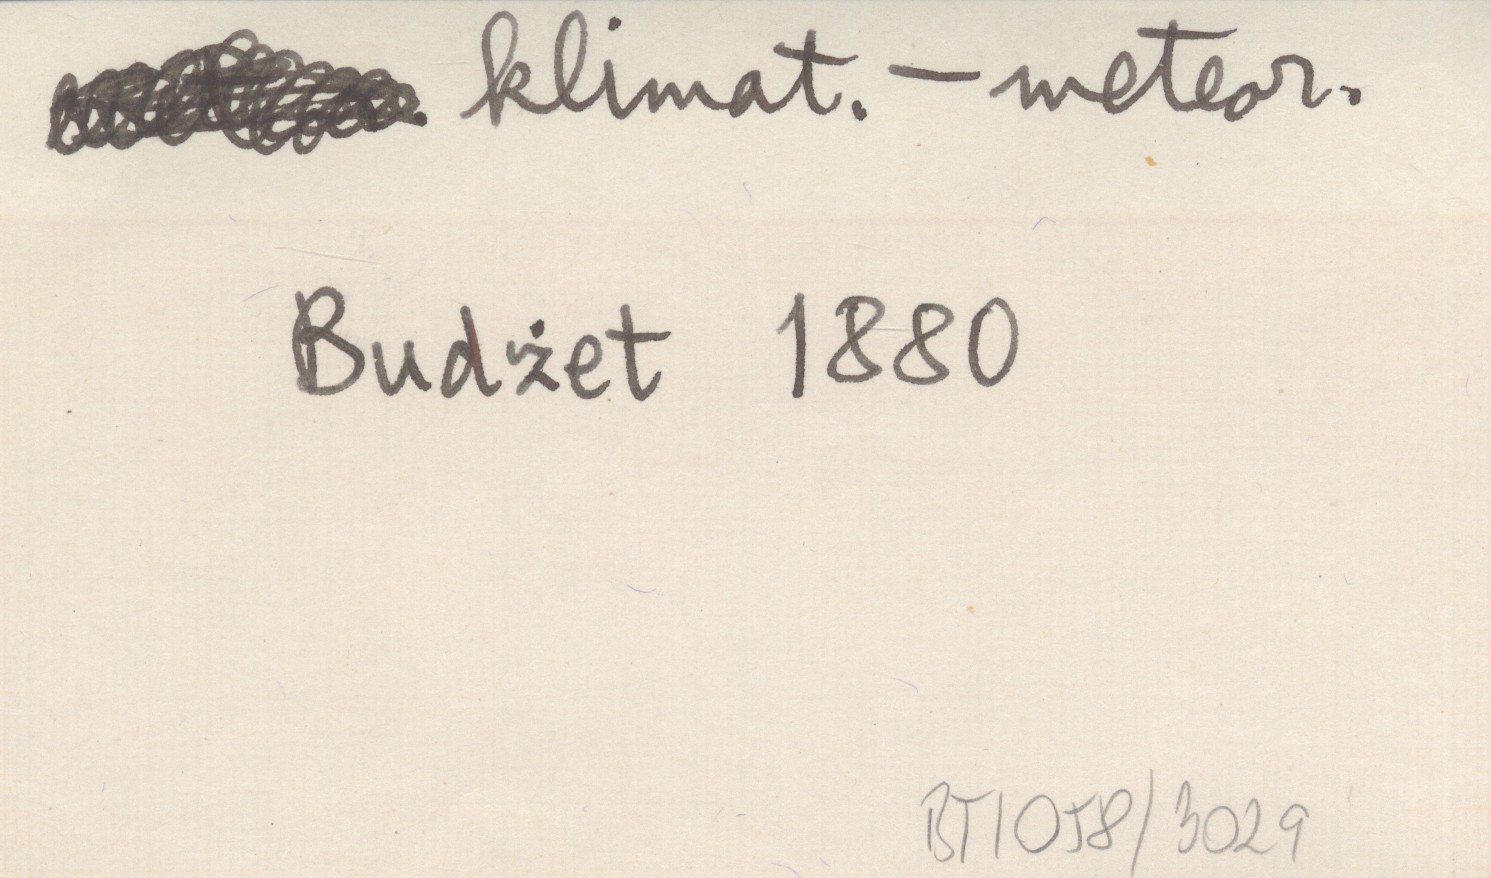 klimat. – meteor.
Budżet 1880
BT1058/3029